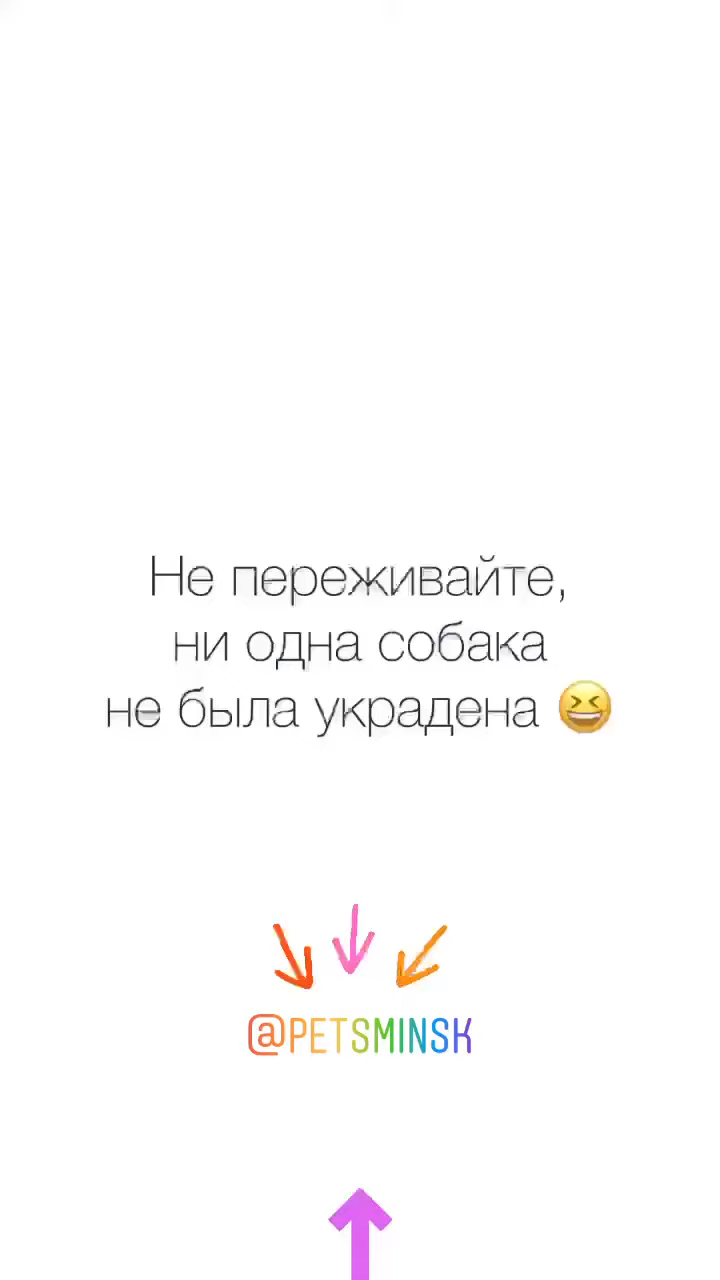 Не переживайте,
ни одна собака
не была украдена 😆
@PETSMINSK